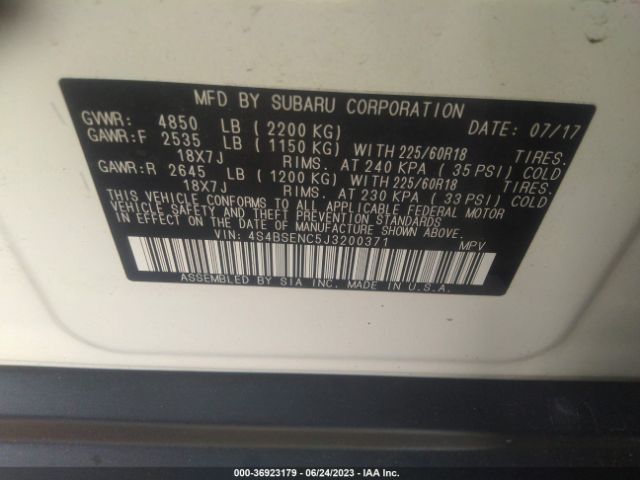 MFD BY SUBARU CORPORATION
GVWR: 4850 LB (2200 KG) DATE: 07/17
GAWR:F 2535 LB (1150 KG) WITH 225/60R18 TIRES.
18X7J RIMS. AT 240 KPA (35 PSI) COLD
GAWR:R 2645 LB (1200 KG) WITH 225/60R18 TIRES.
18X7J RIMS. AT 230 KPA (33 PSI) COLD.
THIS VEHICLE CONFORMS TO ALL APPLICABLE FEDERAL MOTOR
VEHICLE SAFETY, BUMPER, AND THEFT PREVENTION STANDARDS
IN EFFECT ON THE DATE OF MANUFACTURE SHOWN ABOVE.
VIN: 4S4BSENC5J3200371 MPV
ASSEMBLED BY SIA INC. MADE IN U.S.A.
000-36923179 - 06/24/2023 - IAA Inc.